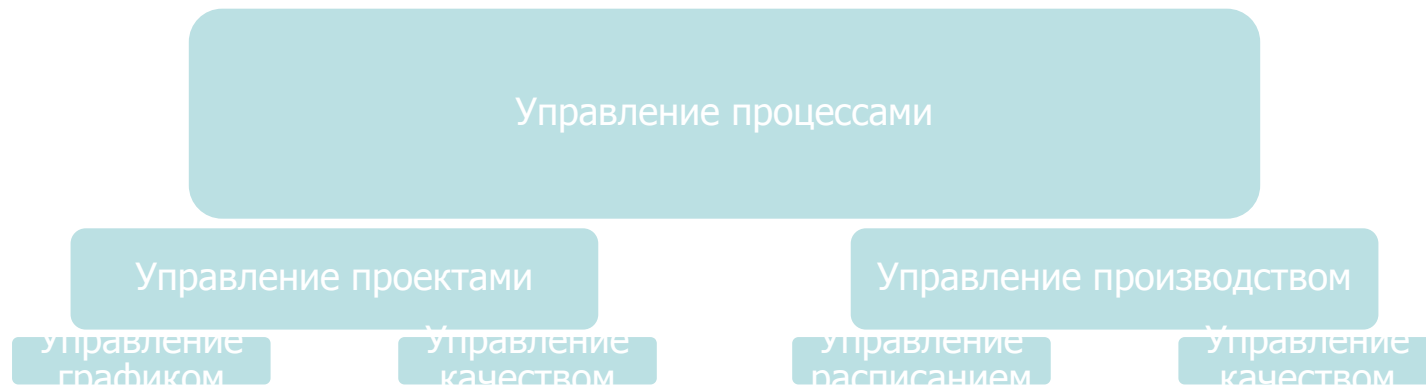 Управление процессами
Управление проектами
Управление производством
Управление
графиком
Управление
качеством
Управление
расписанием
Управление
качеством